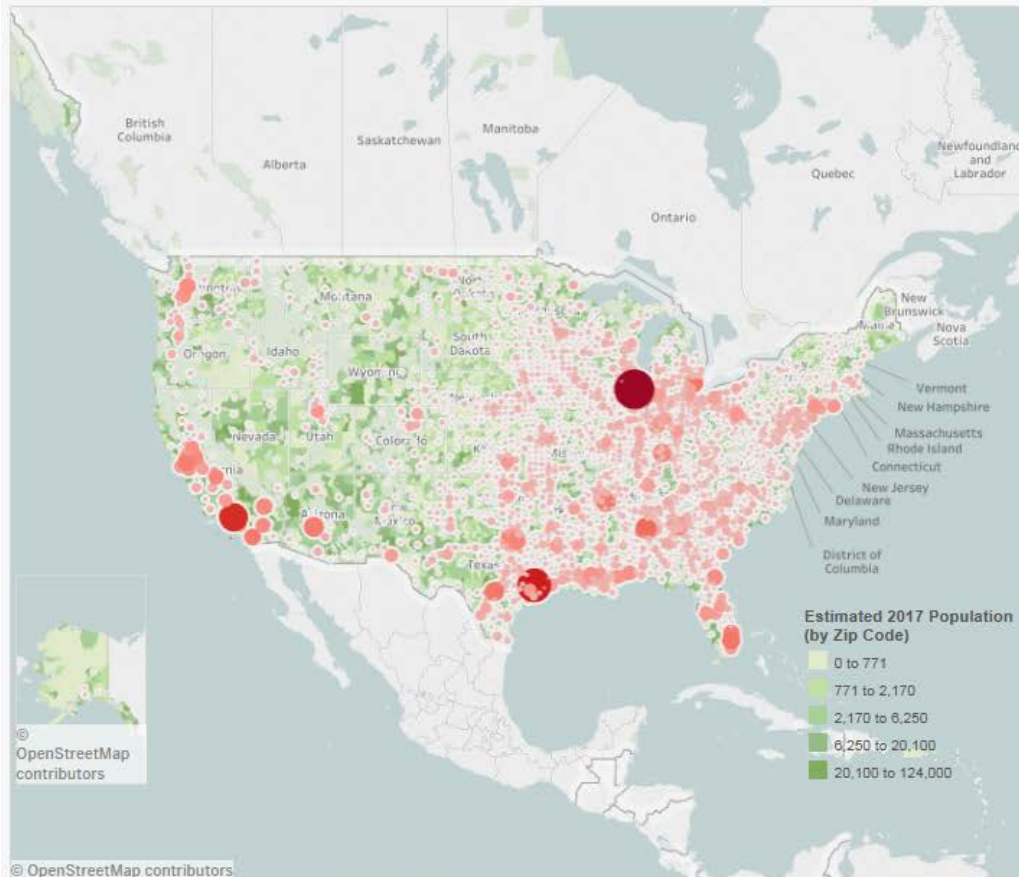 British
Columbia
Alberta
Saskatchewan
Manitoba
Ontario
Quebec
Newfoundland
and
Labrador
New
Brunswick
Nova
Scotia
Montana
South
Dakota
Oregon
Idaho
Nevada
Utah
Texas
Vermont
New Hampshire
Massachusetts
Rhode Island
Connecticut
New Jersey
Delaware
Maryland
District of
Columbia
Estimated 2017 Population
(by Zip Code)
0 to 771
771 to 2,170
2,170 to 6,250
6,250 to 20,100
20,100 to 124,000
©
OpenStreetMap
contributors
© OpenStreetMap contributors